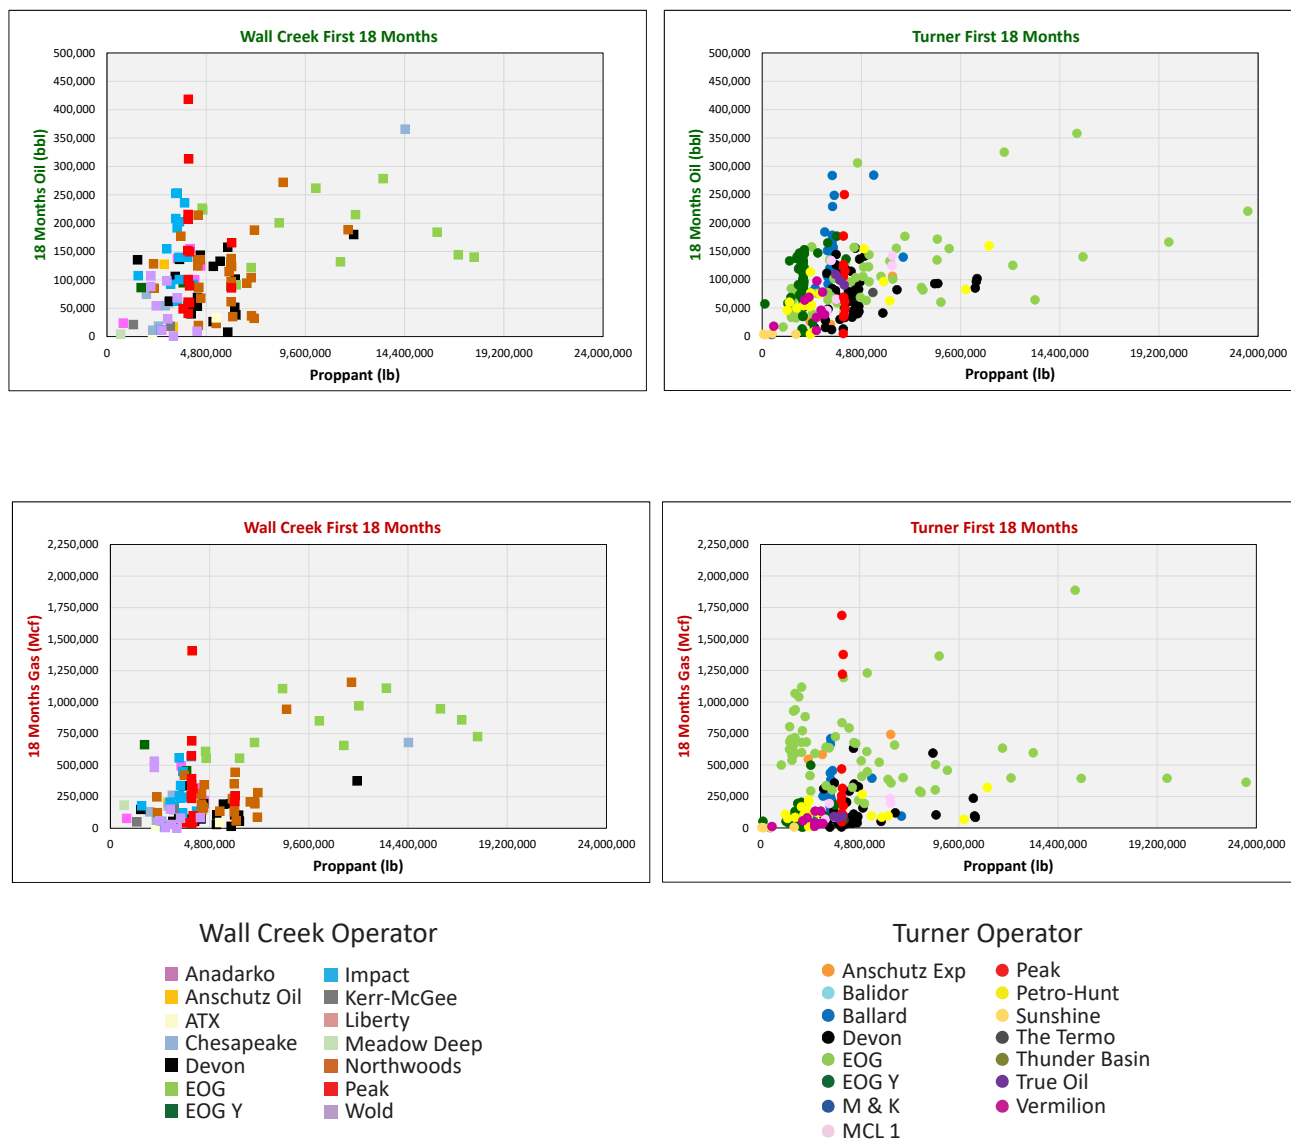 Wall Creek First 18 Months
18 Months Oil (bbl)
500,000
450,000
400,000
350,000
300,000
250,000
200,000
150,000
100,000
50,000
0
0 4,800,000 9,600,000 14,400,000 19,200,000 24,000,000
Proppant (lb)
Turner First 18 Months
18 Months Oil (bbl)
500,000
450,000
400,000
350,000
300,000
250,000
200,000
150,000
100,000
50,000
0
0 4,800,000 9,600,000 14,400,000 19,200,000 24,000,000
Proppant (lb)
Wall Creek First 18 Months
18 Months Gas (Mcf)
2,250,000
2,000,000
1,750,000
1,500,000
1,250,000
1,000,000
750,000
500,000
250,000
0
0 4,800,000 9,600,000 14,400,000 19,200,000 24,000,000
Proppant (lb)
Turner First 18 Months
18 Months Gas (Mcf)
2,250,000
2,000,000
1,750,000
1,500,000
1,250,000
1,000,000
750,000
500,000
250,000
0
0 4,800,000 9,600,000 14,400,000 19,200,000 24,000,000
Proppant (lb)
Wall Creek Operator
Anadarko
Anschutz Oil
ATX
Chesapeake
Devon
EOG
EOG Y
Impact
Kerr-McGee
Liberty
Meadow Deep
Northwoods
Peak
Wold
Turner Operator
Anschutz Exp
Balidor
Ballard
Devon
EOG
EOG Y
M & K
MCL 1
Peak
Petro-Hunt
Sunshine
The Termo
Thunder Basin
True Oil
Vermilion